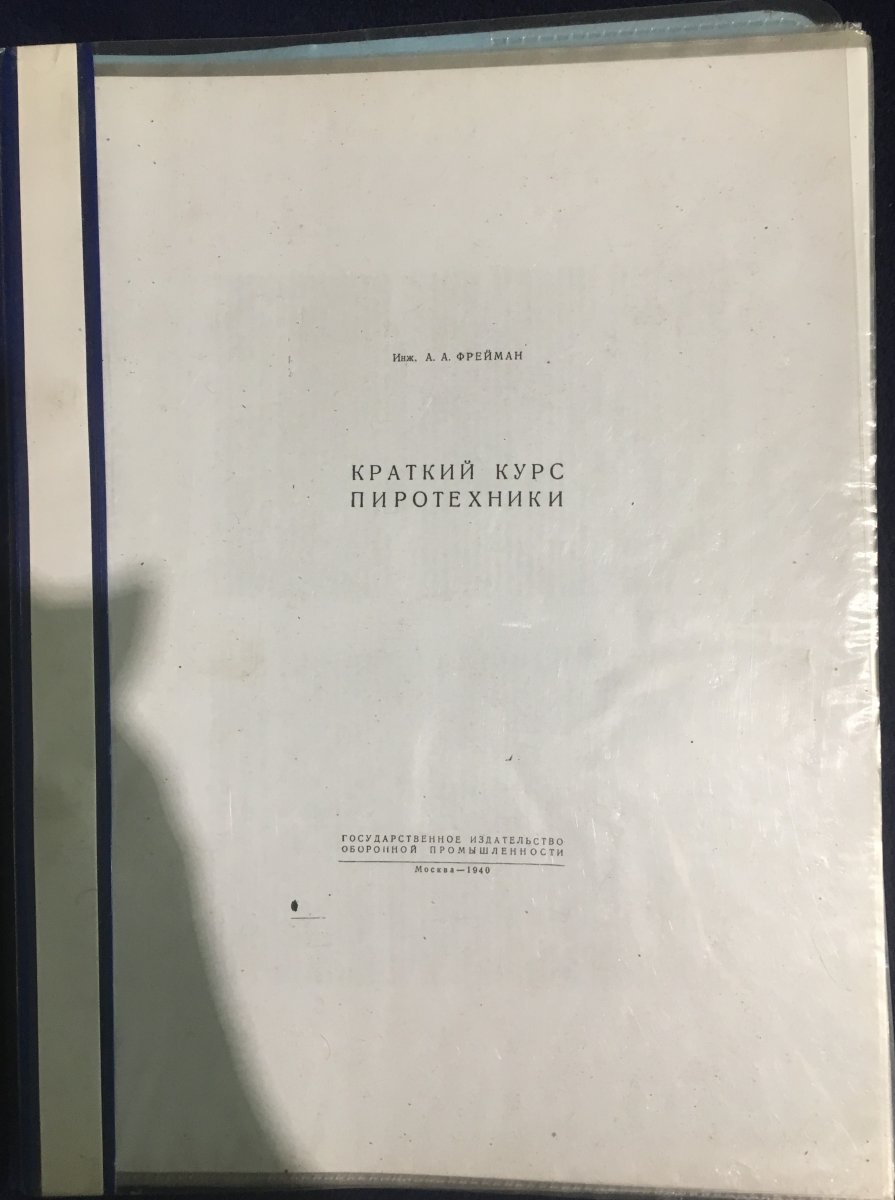 Инж. А. А. ФРЕЙМАН
КРАТКИЙ КУРС
ПИРОТЕХНИКИ
ГОСУДАРСТВЕННОЕ ИЗДАТЕЛЬСТВО
ОБОРОННОЙ ПРОМЫШЛЕННОСТИ
Москва—1940